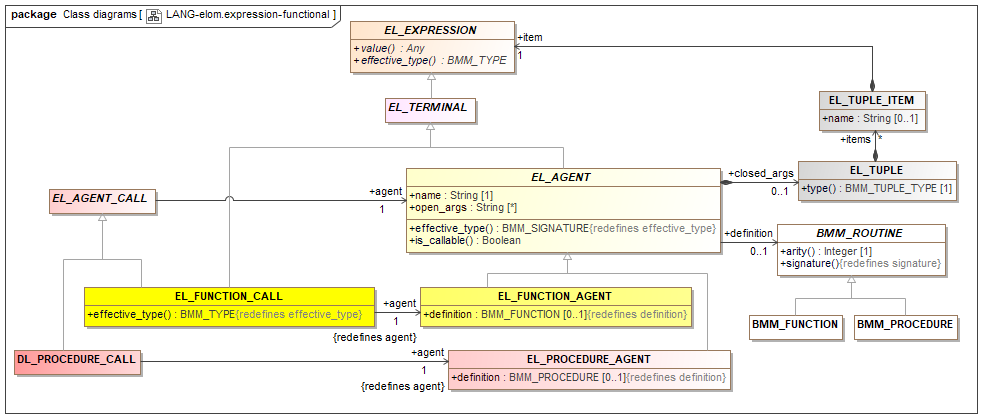 package Class diagrams [ LANG-elom.expression-functional ]
EL_EXPRESSION
+value() : Any
+effective_type() : BMM_TYPE
+item
1
EL_TERMINAL
EL_TUPLE_ITEM
+name : String [0..1]
+items
*
EL_TUPLE
+type() : BMM_TUPLE_TYPE [1]
+closed_args
0..1
EL_AGENT
+name : String [1]
+open_args : String [*]
+effective_type() : BMM_SIGNATURE{redefines effective_type}
+is_callable() : Boolean
EL_AGENT_CALL
+agent
1
+definition
0..1
BMM_ROUTINE
+arity() : Integer [1]
+signature(){redefines signature}
EL_FUNCTION_CALL
+effective_type() : BMM_TYPE{redefines effective_type}
+agent
1
{redefines agent}
EL_FUNCTION_AGENT
+definition : BMM_FUNCTION [0..1]{redefines definition}
BMM_FUNCTION
BMM_PROCEDURE
DL_PROCEDURE_CALL
+agent
1
{redefines agent}
EL_PROCEDURE_AGENT
+definition : BMM_PROCEDURE [0..1]{redefines definition}